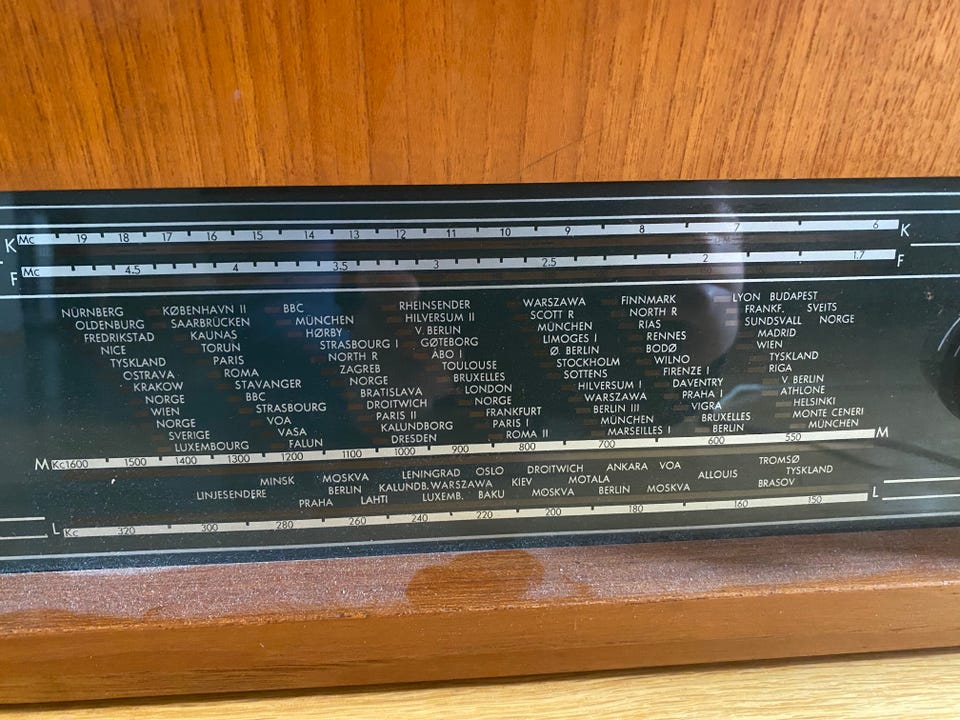 K Mc 19 18 17 16 15 14 13 12 11 10 9 8 7 6 K
F Mc 4.5 4 3.5 3 2.5 2 1.7 F
NÜRNBERG
OLDENBURG
FREDRIKSTAD
NICE
TYSKLAND
OSTRAVA
KRAKOW
NORGE
WIEN
NORGE
SVERIGE
LUXEMBOURG
KØBENHAVN II
SAARBRÜCKEN
KAUNAS
TORUN
PARIS
ROMA
STAVANGER
BBC
STRASBOURG
VOA
VASA
FALUN
BBC
MÜNCHEN
HØRBY
STRASBOURG I
NORTH R
ZAGREB
NORGE
BRATISLAVA
DROITWICH
PARIS II
KALUNDBORG
DRESDEN
RHEINSENDER
HILVERSUM II
V. BERLIN
GØTEBORG
ÅBO I
TOULOUSE
BRUXELLES
LONDON
NORGE
FRANKFURT
PARIS I
ROMA II
WARSZAWA
SCOTT R
MÜNCHEN
LIMOGES I
Ø. BERLIN
STOCKHOLM
SOTTENS
HILVERSUM I
WARSZAWA
BERLIN III
MÜNCHEN
MARSEILLES I
FINNMARK
NORTH R
RIAS
RENNES
BODØ
WILNO
FIRENZE I
DAVENTRY
PRAHA I
VIGRA
BRUXELLES
BERLIN
LYON BUDAPEST
FRANKF. SVEITS
SUNDSVALL NORGE
MADRID
WIEN
TYSKLAND
RIGA
V BERLIN
ATHLONE
HELSINKI
MONTE CENERI
MÜNCHEN
M Kc 1600 1500 1400 1300 1200 1100 1000 900 800 700 600 550 M
MINSK MOSKVA LENINGRAD OSLO DROITWICH ANKARA VOA TROMSØ
LINJESENDERE BERLIN KALUNDB. WARSZAWA KIEV MOTALA ALLOUIS TYSKLAND
PRAHA LAHTI LUXEMB. BAKU MOSKVA BERLIN MOSKVA BRASOV
L Kc 320 300 280 260 240 220 200 180 160 150 L